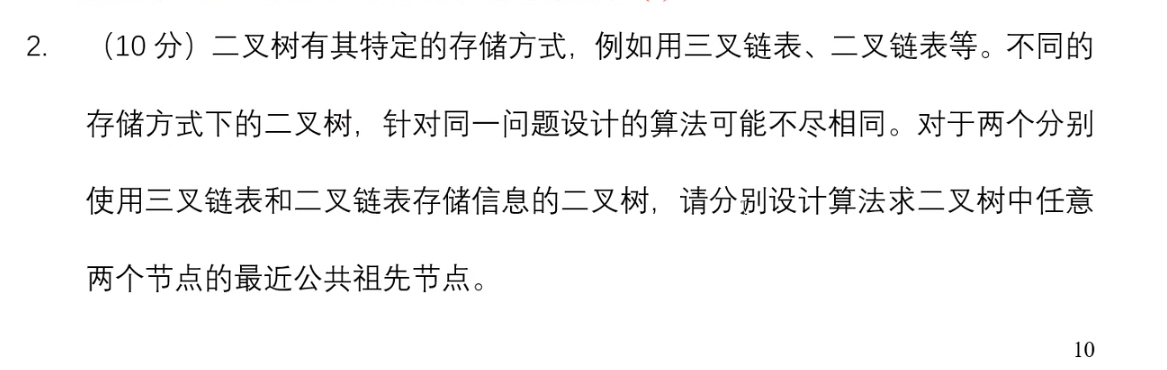 2. （10 分）二叉树有其特定的存储方式，例如用三叉链表、二叉链表等。不同的
存储方式下的二叉树，针对同一问题设计的算法可能不尽相同。对于两个分别
使用三叉链表和二叉链表存储信息的二叉树，请分别设计算法求二叉树中任意
两个节点的最近公共祖先节点。
10